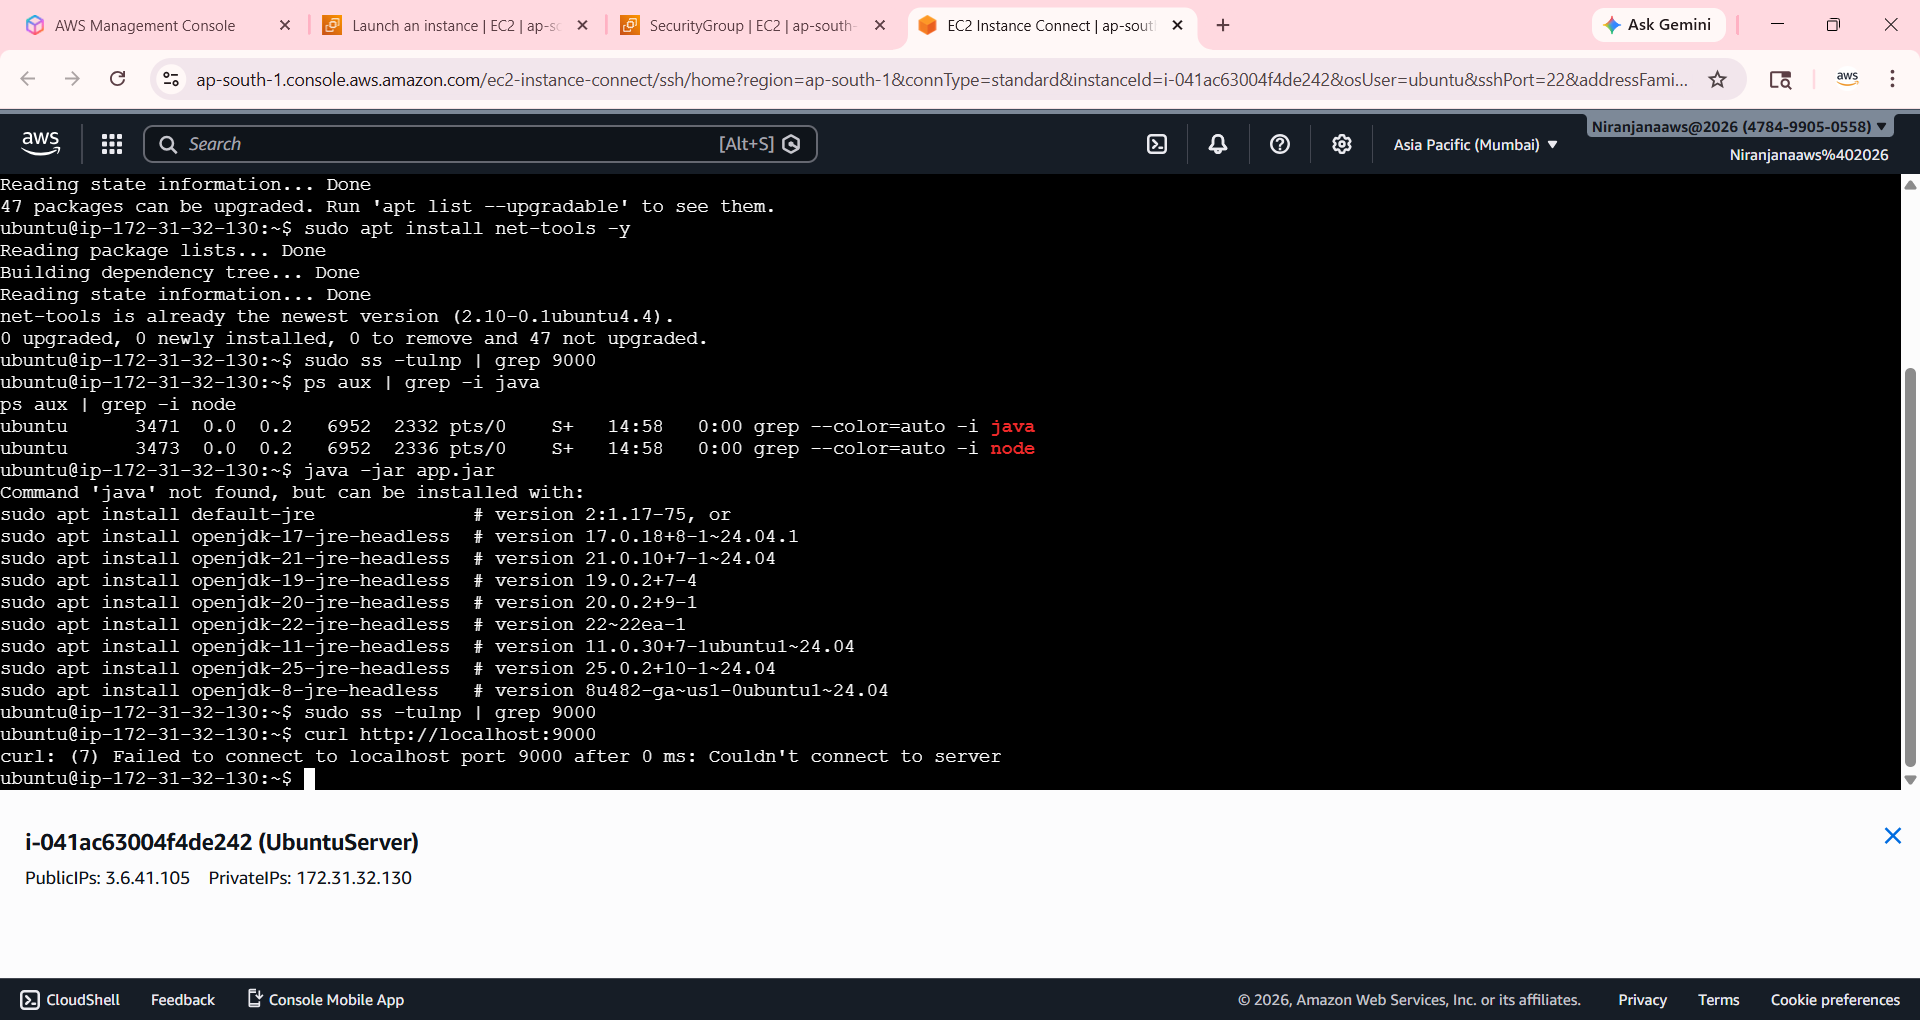 AWS Management Console
Launch an instance | EC2 | ap-so
SecurityGroup | EC2 | ap-south-
EC2 Instance Connect | ap-sout
Ask Gemini
ap-south-1.console.aws.amazon.com/ec2-instance-connect/ssh/home?region=ap-south-1&connType=standard&instanceId=i-041ac63004f4de242&osUser=ubuntu&sshPort=22&addressFami...
aws
aws
Search
[Alt+S]
Asia Pacific (Mumbai) ▼
Niranjanaaws@2026 (4784-9905-0558) ▼
Niranjanaaws%402026
Reading state information... Done
47 packages can be upgraded. Run 'apt list --upgradable' to see them.
ubuntu@ip-172-31-32-130:~$ sudo apt install net-tools -y
Reading package lists... Done
Building dependency tree... Done
Reading state information... Done
net-tools is already the newest version (2.10-0.1ubuntu4.4).
0 upgraded, 0 newly installed, 0 to remove and 47 not upgraded.
ubuntu@ip-172-31-32-130:~$ sudo ss -tulnp | grep 9000
ubuntu@ip-172-31-32-130:~$ ps aux | grep -i java
ps aux | grep -i node
ubuntu      3471  0.0  0.2   6952  2332 pts/0    S+   14:58   0:00 grep --color=auto -i java
ubuntu      3473  0.0  0.2   6952  2336 pts/0    S+   14:58   0:00 grep --color=auto -i node
ubuntu@ip-172-31-32-130:~$ java -jar app.jar
Command 'java' not found, but can be installed with:
sudo apt install default-jre              # version 2:1.17-75, or
sudo apt install openjdk-17-jre-headless  # version 17.0.18+8-1~24.04.1
sudo apt install openjdk-21-jre-headless  # version 21.0.10+7-1~24.04
sudo apt install openjdk-19-jre-headless  # version 19.0.2+7-4
sudo apt install openjdk-20-jre-headless  # version 20.0.2+9-1
sudo apt install openjdk-22-jre-headless  # version 22~22ea-1
sudo apt install openjdk-11-jre-headless  # version 11.0.30+7-1ubuntu1~24.04
sudo apt install openjdk-25-jre-headless  # version 25.0.2+10-1~24.04
sudo apt install openjdk-8-jre-headless   # version 8u482-ga~us1-0ubuntu1~24.04
ubuntu@ip-172-31-32-130:~$ sudo ss -tulnp | grep 9000
ubuntu@ip-172-31-32-130:~$ curl http://localhost:9000
curl: (7) Failed to connect to localhost port 9000 after 0 ms: Couldn't connect to server
ubuntu@ip-172-31-32-130:~$
i-041ac63004f4de242 (UbuntuServer)
PublicIPs: 3.6.41.105 PrivateIPs: 172.31.32.130
CloudShell Feedback Console Mobile App © 2026, Amazon Web Services, Inc. or its affiliates. Privacy Terms Cookie preferences